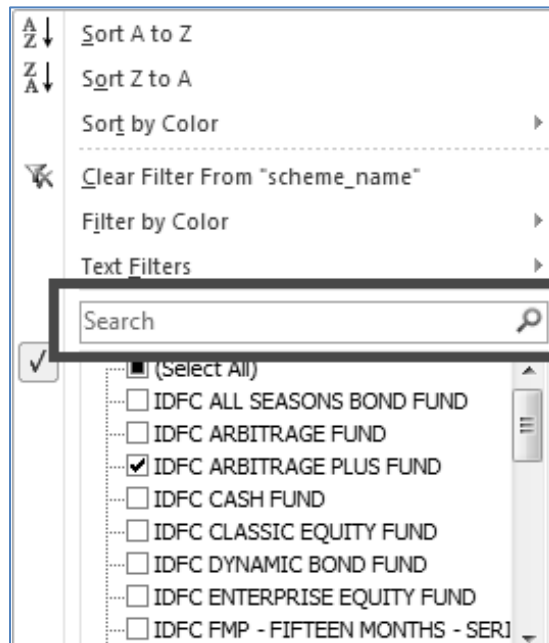 Sort A to Z
Sort Z to A
Sort by Color
Clear Filter From "scheme_name"
Filter by Color
Text Filters
Search
(Select All)
IDFC ALL SEASONS BOND FUND
IDFC ARBITRAGE FUND
IDFC ARBITRAGE PLUS FUND
IDFC CASH FUND
IDFC CLASSIC EQUITY FUND
IDFC DYNAMIC BOND FUND
IDFC ENTERPRISE EQUITY FUND
IDFC FMP - FIFTEEN MONTHS - SERI